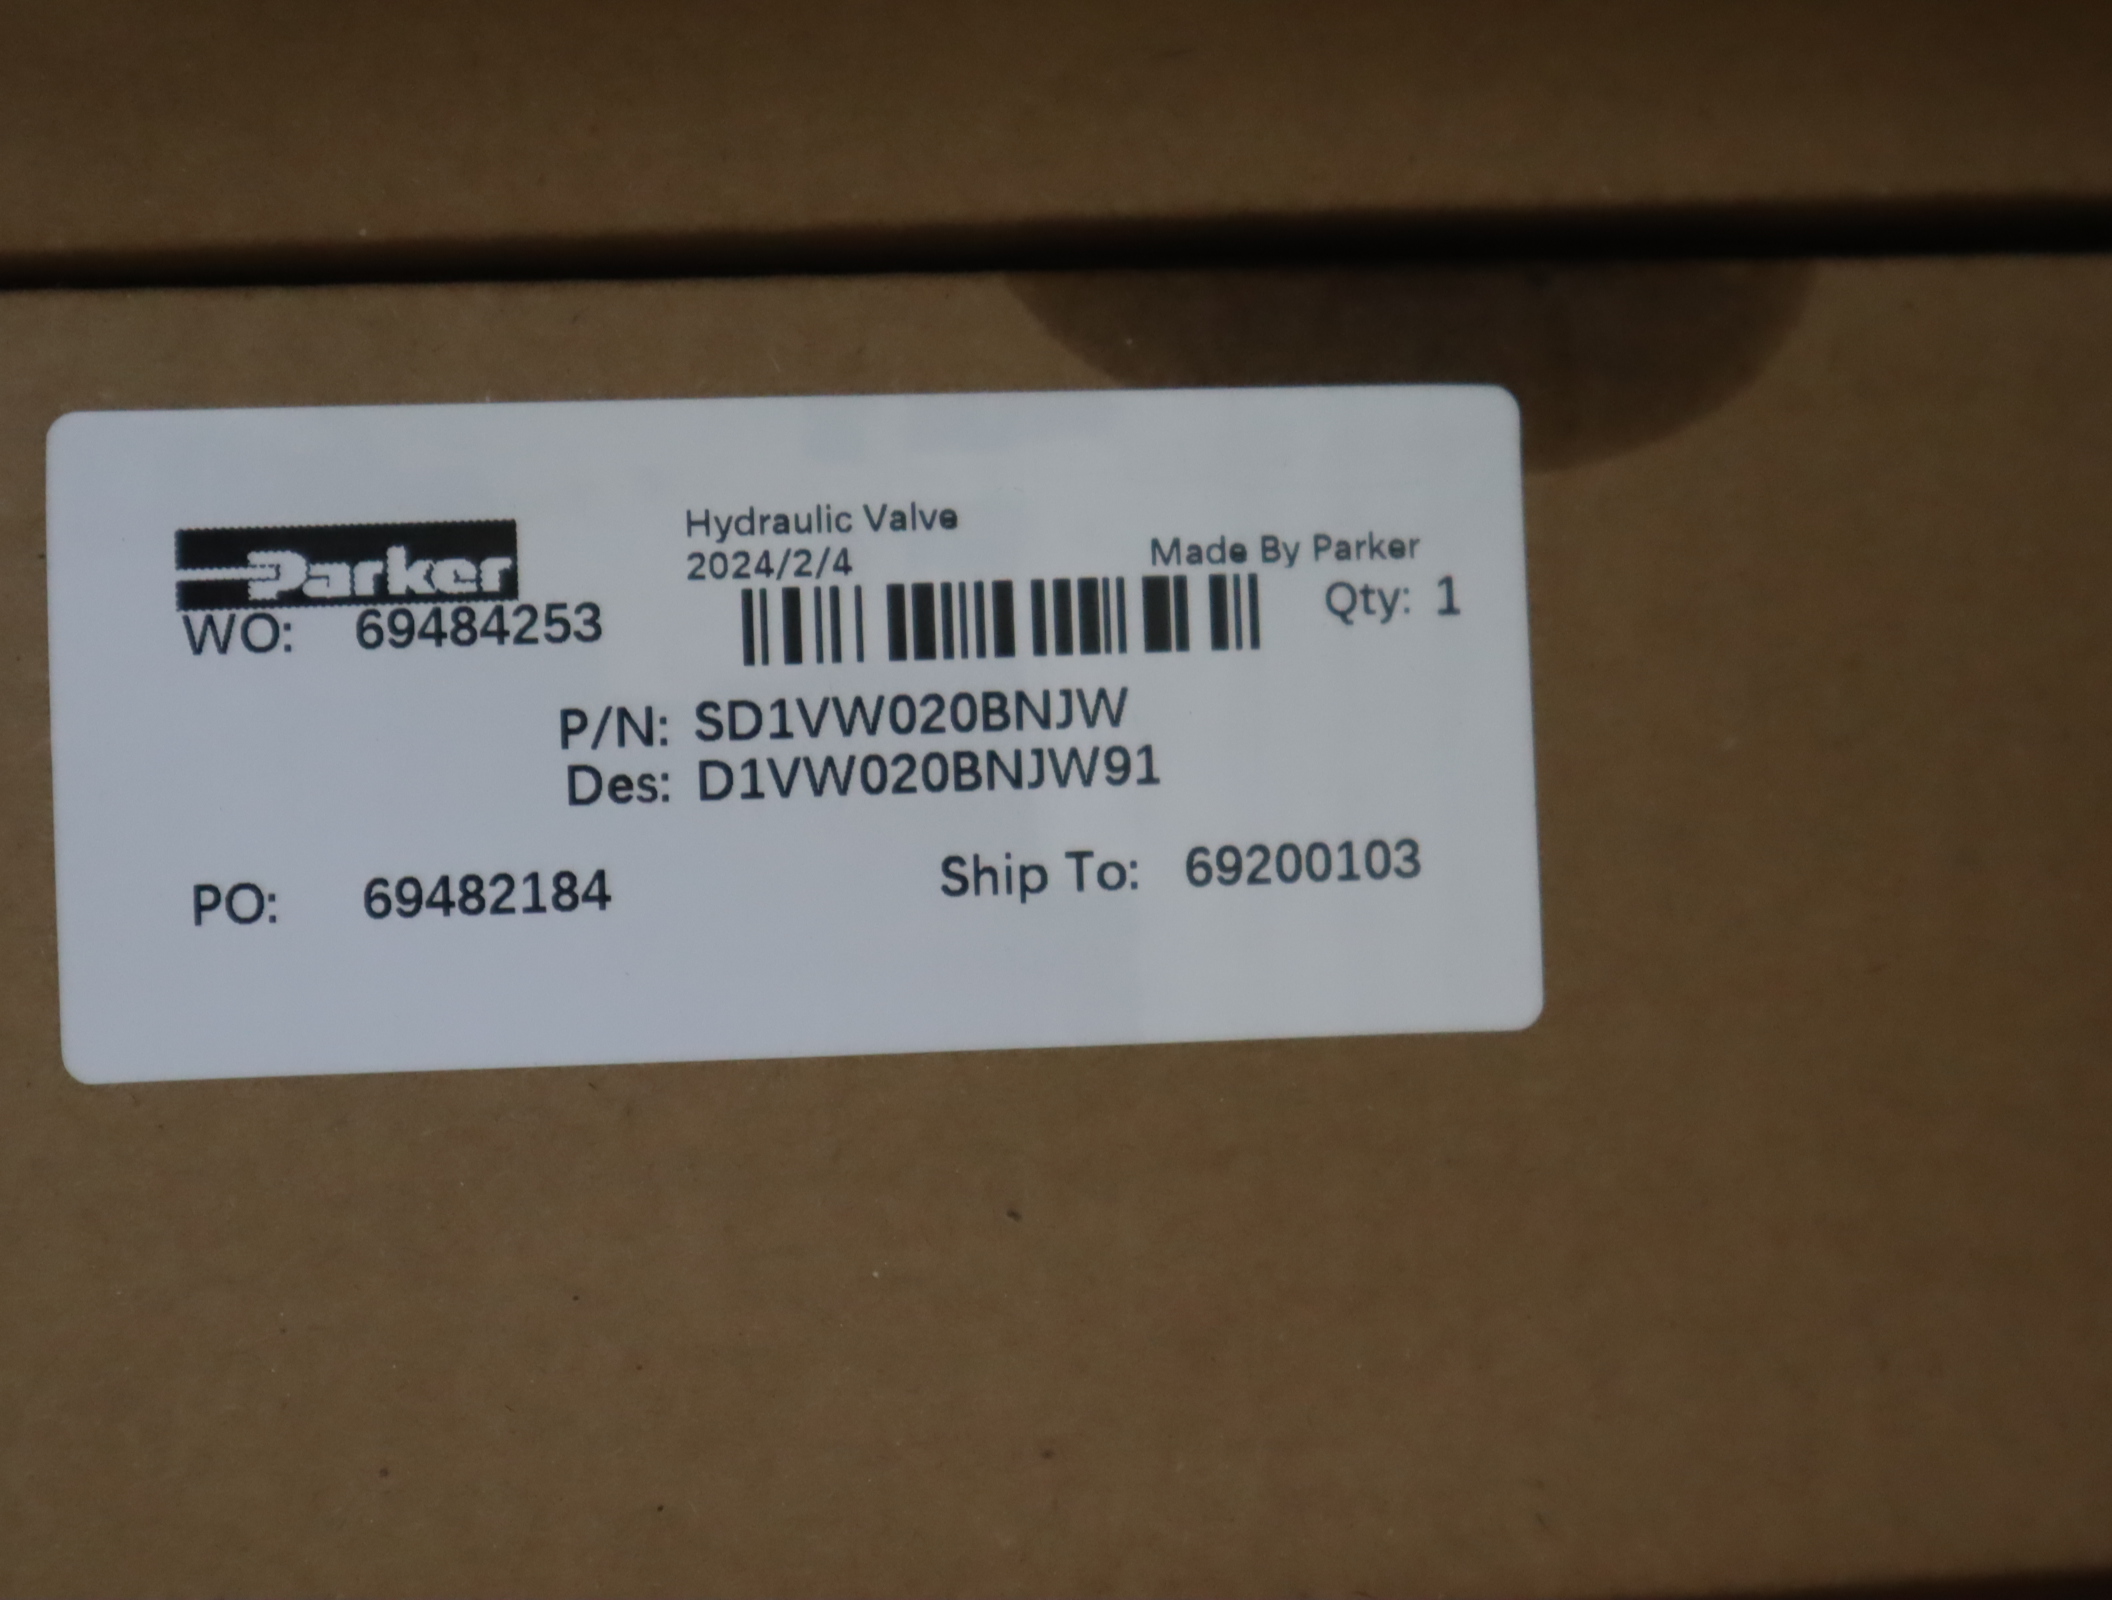 Parker
Hydraulic Valve
2024/2/4
Made By Parker
WO: 69484253
Qty: 1
P/N: SD1VW020BNJW
Des: D1VW020BNJW91
PO: 69482184
Ship To: 69200103